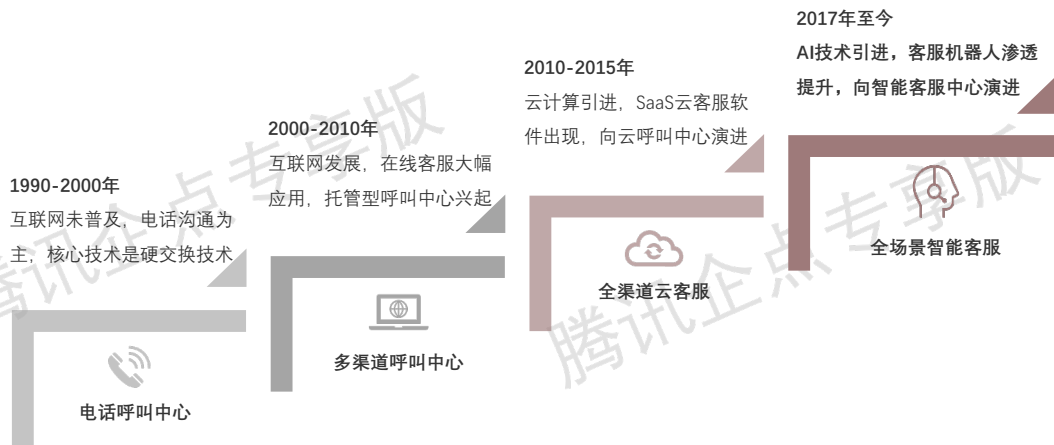 1990-2000年
互联网未普及，电话沟通为
主，核心技术是硬交换技术
电话呼叫中心
2000-2010年
互联网发展，在线客服大幅
应用，托管型呼叫中心兴起
多渠道呼叫中心
2010-2015年
云计算引进，SaaS云客服软
件出现，向云呼叫中心演进
全渠道云客服
2017年至今
AI技术引进，客服机器人渗透
提升，向智能客服中心演进
全场景智能客服
腾讯企点专享版
腾讯企点专享版